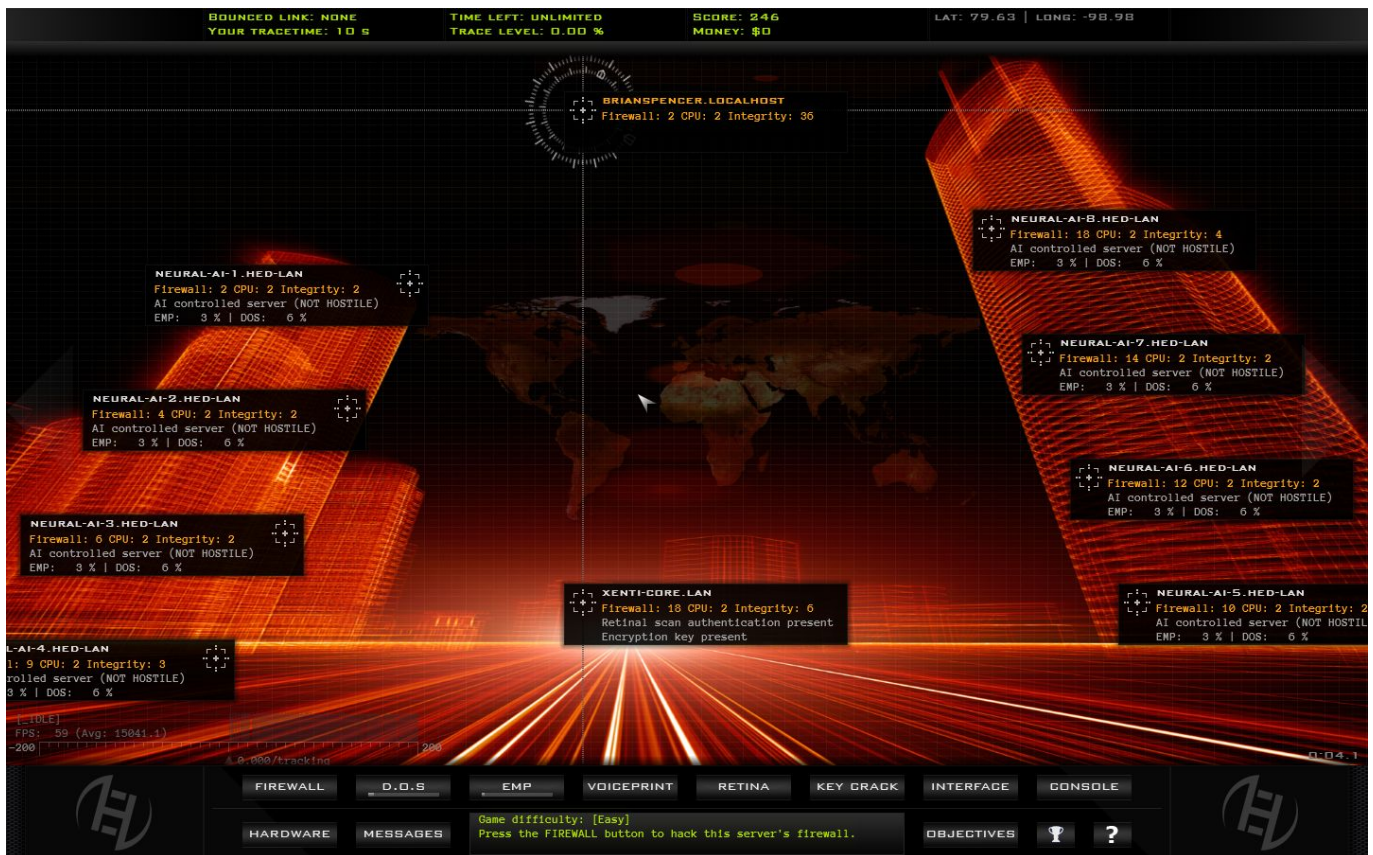 BOUNCED LINK: NONE
YOUR TRACETIME: 10 S
TIME LEFT: UNLIMITED
TRACE LEVEL: 0.00 %
SCORE: 246
MONEY: $0
LAT: 79.63 | LONG: -98.98
BRIANSPENCER.LOCALHOST
Firewall: 2 CPU: 2 Integrity: 36
NEURAL-AI-8.HED-LAN
Firewall: 18 CPU: 2 Integrity: 4
AI controlled server (NOT HOSTILE)
EMP: 3 % | DOS: 6 %
NEURAL-AI-1.HED-LAN
Firewall: 2 CPU: 2 Integrity: 2
AI controlled server (NOT HOSTILE)
EMP: 3 % | DOS: 6 %
NEURAL-AI-7.HED-LAN
Firewall: 14 CPU: 2 Integrity: 2
AI controlled server (NOT HOSTILE)
EMP: 3 % | DOS: 6 %
NEURAL-AI-2.HED-LAN
Firewall: 4 CPU: 2 Integrity: 2
AI controlled server (NOT HOSTILE)
EMP: 3 % | DOS: 6 %
NEURAL-AI-6.HED-LAN
Firewall: 12 CPU: 2 Integrity: 2
AI controlled server (NOT HOSTILE)
EMP: 3 % | DOS: 6 %
NEURAL-AI-3.HED-LAN
Firewall: 6 CPU: 2 Integrity: 2
AI controlled server (NOT HOSTILE)
EMP: 3 % | DOS: 6 %
XENTI-CORE.LAN
Firewall: 18 CPU: 2 Integrity: 6
Retinal scan authentication present
Encryption key present
NEURAL-AI-5.HED-LAN
Firewall: 10 CPU: 2 Integrity: 2
AI controlled server (NOT HOSTIL
EMP: 3 % | DOS: 6 %
L-AI-4.HED-LAN
l: 9 CPU: 2 Integrity: 3
rolled server (NOT HOSTILE)
3 % | DOS: 6 %
[_IDLE]
FPS: 59 (Avg: 15041.1)
-200
200
0.000/tracking
0:04.1
FIREWALL
D.O.S
EMP
VOICEPRINT
RETINA
KEY CRACK
INTERFACE
CONSOLE
HARDWARE
MESSAGES
Game difficulty: [Easy]
Press the FIREWALL button to hack this server's firewall.
OBJECTIVES
?